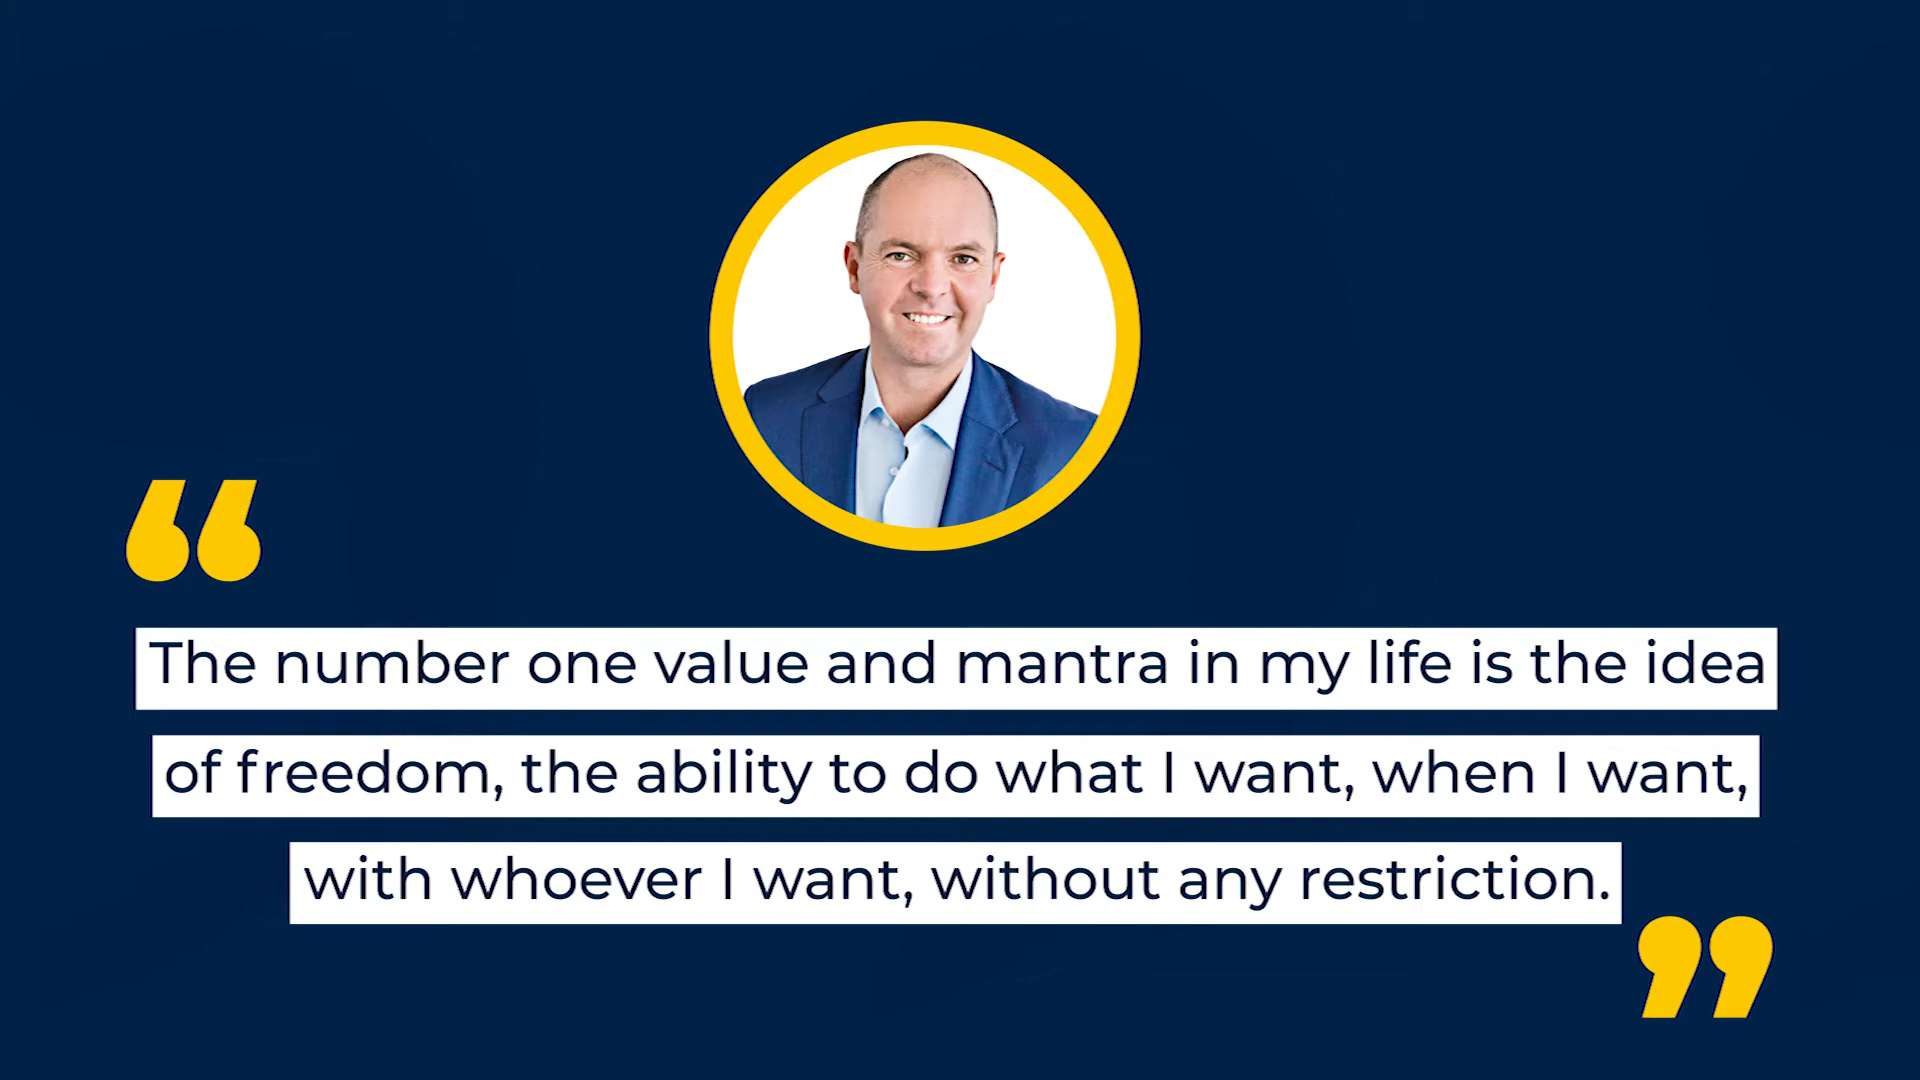 “
The number one value and mantra in my life is the idea
of freedom, the ability to do what I want, when I want,
with whoever I want, without any restriction.
”